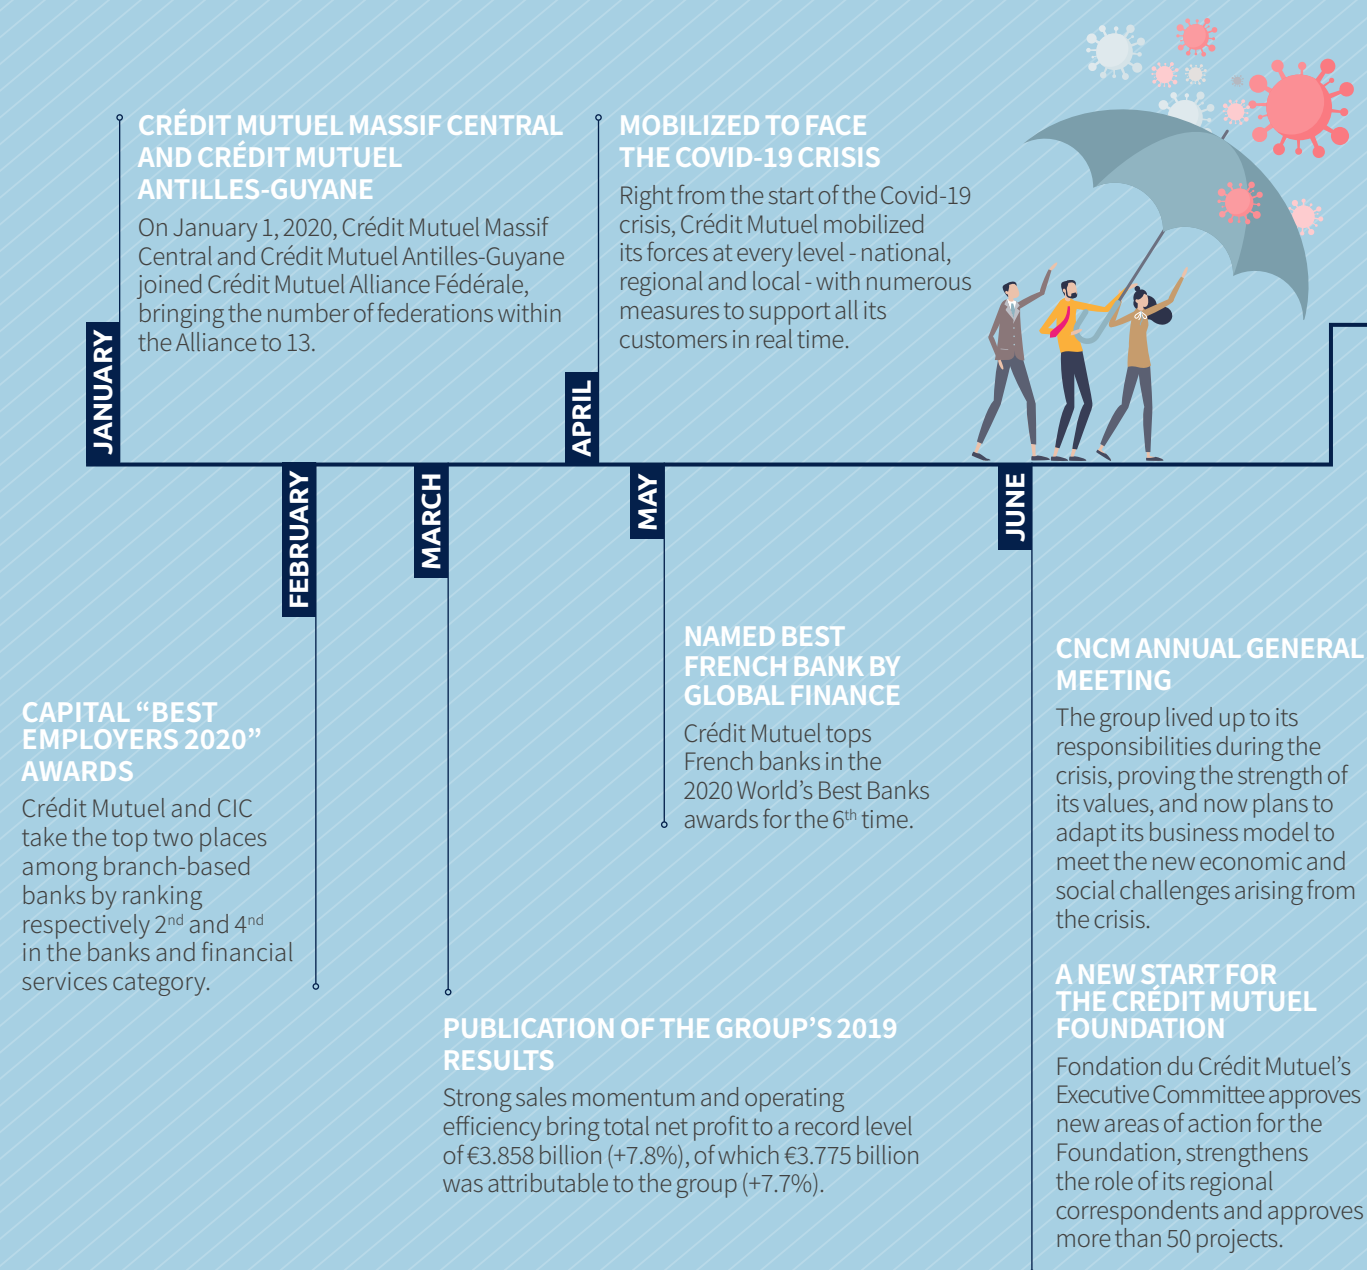 JANUARY
CRÉDIT MUTUEL MASSIF CENTRAL
AND CRÉDIT MUTUEL
ANTILLES-GUYANE
On January 1, 2020, Crédit Mutuel Massif
Central and Crédit Mutuel Antilles-Guyane
joined Crédit Mutuel Alliance Fédérale,
bringing the number of federations within
the Alliance to 13.
FEBRUARY
CAPITAL “BEST
EMPLOYERS 2020”
AWARDS
Crédit Mutuel and CIC
take the top two places
among branch-based
banks by ranking
respectively 2nd and 4nd
in the banks and financial
services category.
MARCH
PUBLICATION OF THE GROUP’S 2019
RESULTS
Strong sales momentum and operating
efficiency bring total net profit to a record level
of €3.858 billion (+7.8%), of which €3.775 billion
was attributable to the group (+7.7%).
APRIL
MOBILIZED TO FACE
THE COVID-19 CRISIS
Right from the start of the Covid-19
crisis, Crédit Mutuel mobilized
its forces at every level - national,
regional and local - with numerous
measures to support all its
customers in real time.
MAY
NAMED BEST
FRENCH BANK BY
GLOBAL FINANCE
Crédit Mutuel tops
French banks in the
2020 World’s Best Banks
awards for the 6th time.
JUNE
CNCM ANNUAL GENERAL
MEETING
The group lived up to its
responsibilities during the
crisis, proving the strength of
its values, and now plans to
adapt its business model to
meet the new economic and
social challenges arising from
the crisis.
A NEW START FOR
THE CRÉDIT MUTUEL
FOUNDATION
Fondation du Crédit Mutuel’s
Executive Committee approves
new areas of action for the
Foundation, strengthens
the role of its regional
correspondents and approves
more than 50 projects.